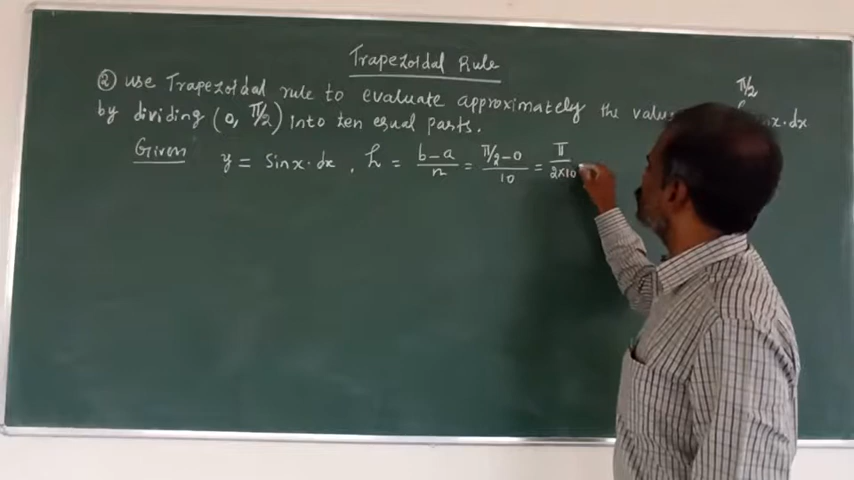 Trapezoidal Rule
π/2
② use Trapezoidal rule to evaluate approximately the value x.dx
by dividing (0, π/2) into ten equal parts.
Given y = sinx.dx , h = b-a/n = π/2-0/10 = π/2×10